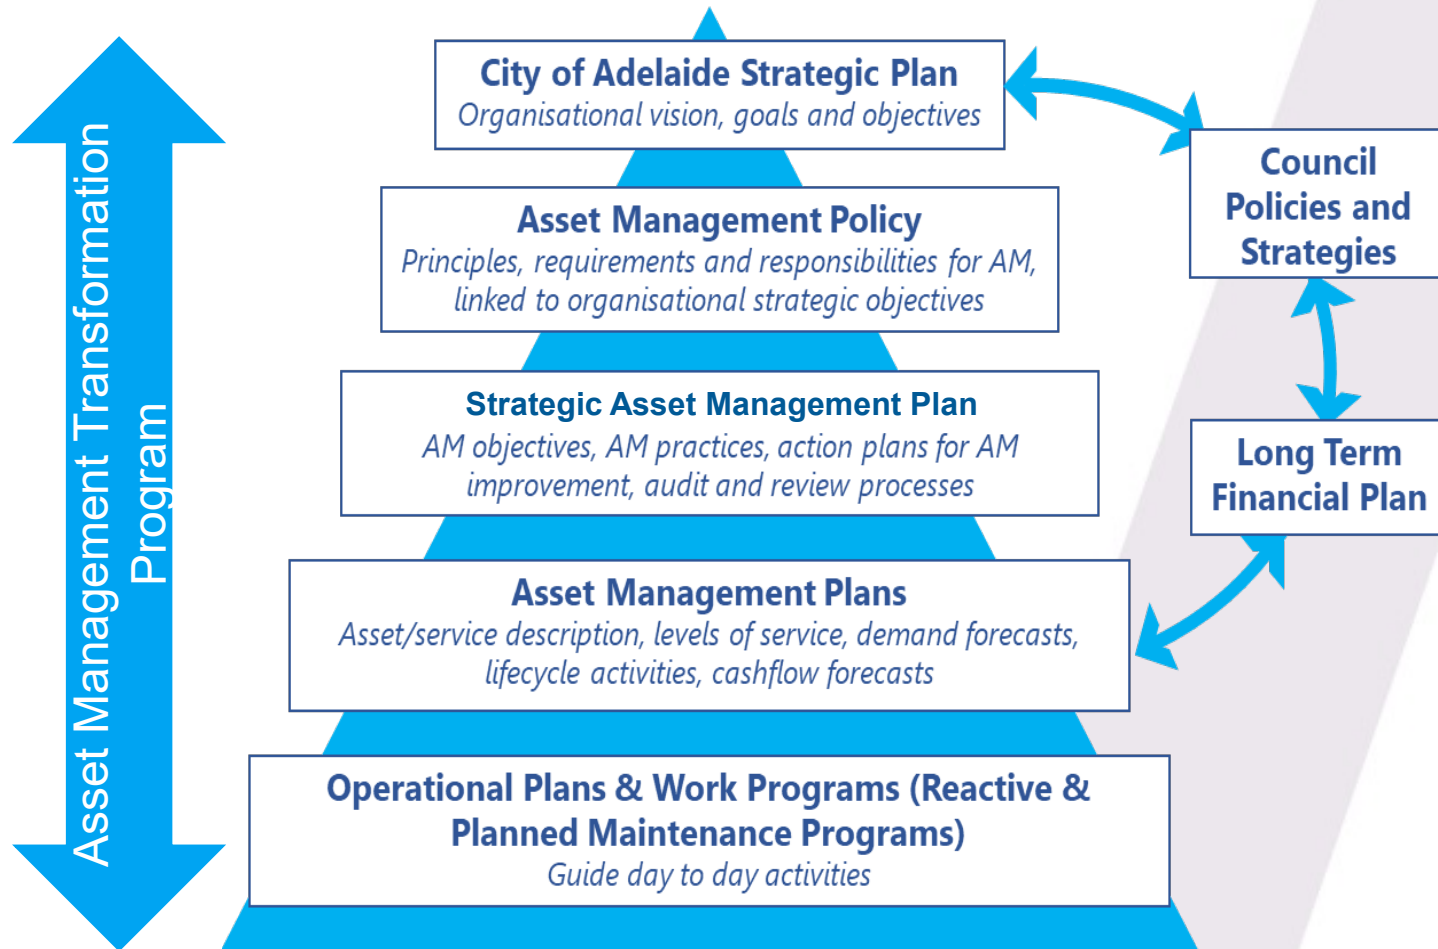 Asset Management Transformation
Program
City of Adelaide Strategic Plan
Organisational vision, goals and objectives
Asset Management Policy
Principles, requirements and responsibilities for AM,
linked to organisational strategic objectives
Strategic Asset Management Plan
AM objectives, AM practices, action plans for AM
improvement, audit and review processes
Asset Management Plans
Asset/service description, levels of service, demand forecasts,
lifecycle activities, cashflow forecasts
Operational Plans & Work Programs (Reactive &
Planned Maintenance Programs)
Guide day to day activities
Council
Policies and
Strategies
Long Term
Financial Plan